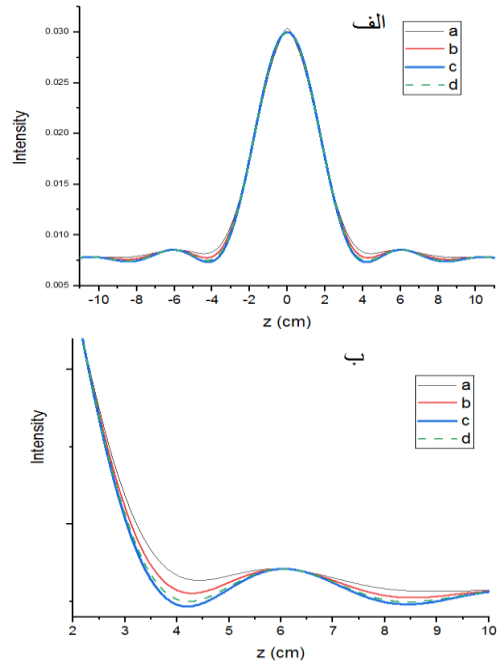 الف
0.030
0.025
0.020
0.015
0.010
0.005
Intensity
a
b
c
d
-10 -8 -6 -4 -2 0 2 4 6 8 10
z (cm)
ب
Intensity
a
b
c
d
2 3 4 5 6 7 8 9 10
z (cm)